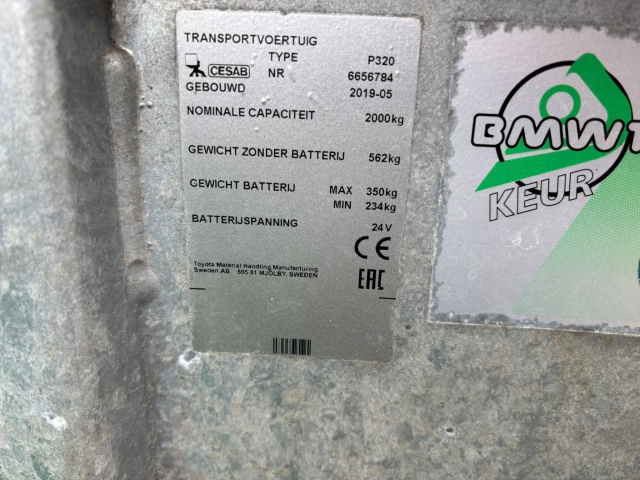 TRANSPORTVOERTUIG
TYPE P320
CESAB NR 6656784
GEBOUWD 2019-05
NOMINALE CAPACITEIT 2000kg
GEWICHT ZONDER BATTERIJ 562kg
GEWICHT BATTERIJ MAX 350kg
MIN 234kg
BATTERIJSPANNING 24V
CE
Toyota Material Handling Manufacturing
Sweden AB 595 81 MJÖLBY, SWEDEN
EAC
BMWT
KEUR